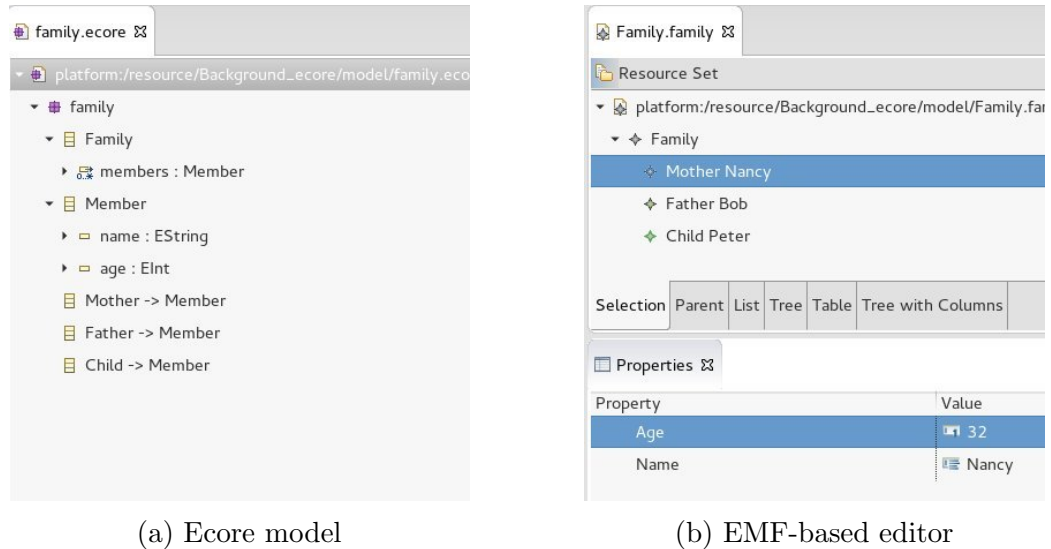 family.ecore
platform:/resource/Background_ecore/model/family.eco
family
Family
0..* members : Member
Member
name : EString
age : EInt
Mother -> Member
Father -> Member
Child -> Member
(a) Ecore model
Family.family
Resource Set
platform:/resource/Background_ecore/model/Family.far
Family
Mother Nancy
Father Bob
Child Peter
Selection Parent List Tree Table Tree with Columns
Properties
Property Value
Age 32
Name Nancy
(b) EMF-based editor